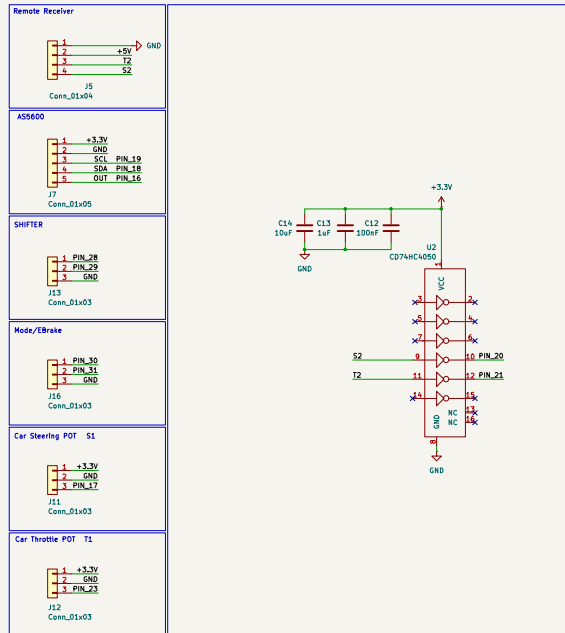 Remote Receiver
1 GND
2 +5V
3 T2
4 S2
J5
Conn_01x04
AS5600
1 +3.3V
2 GND
3 SCL PIN_19
4 SDA PIN_18
5 OUT PIN_16
J7
Conn_01x05
SHIFTER
1 PIN_28
2 PIN_29
3 GND
J13
Conn_01x03
Mode/EBrake
1 PIN_30
2 PIN_31
3 GND
J16
Conn_01x03
Car Steering POT S1
1 +3.3V
2 GND
3 PIN_17
J11
Conn_01x03
Car Throttle POT T1
1 +3.3V
2 GND
3 PIN_23
J12
Conn_01x03
+3.3V
C14 C13 C12
10uF 1uF 100nF
GND
U2
CD74HC4050
1
VCC
3 2
5 4
7 6
S2 9 10 PIN_20
T2 11 12 PIN_21
14 15
NC 13
NC 16
GND
8
GND